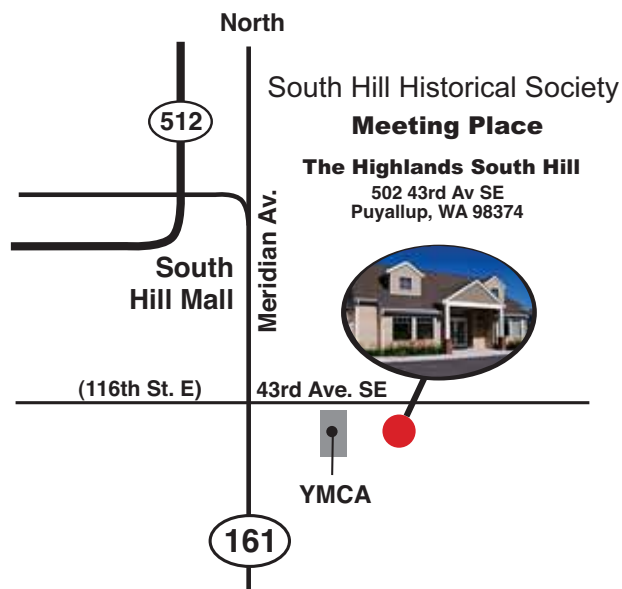 North
South Hill Historical Society
Meeting Place
512
The Highlands South Hill
502 43rd Av SE
Puyallup, WA 98374
Meridian Av.
South
Hill Mall
(116th St. E)
43rd Ave. SE
YMCA
161